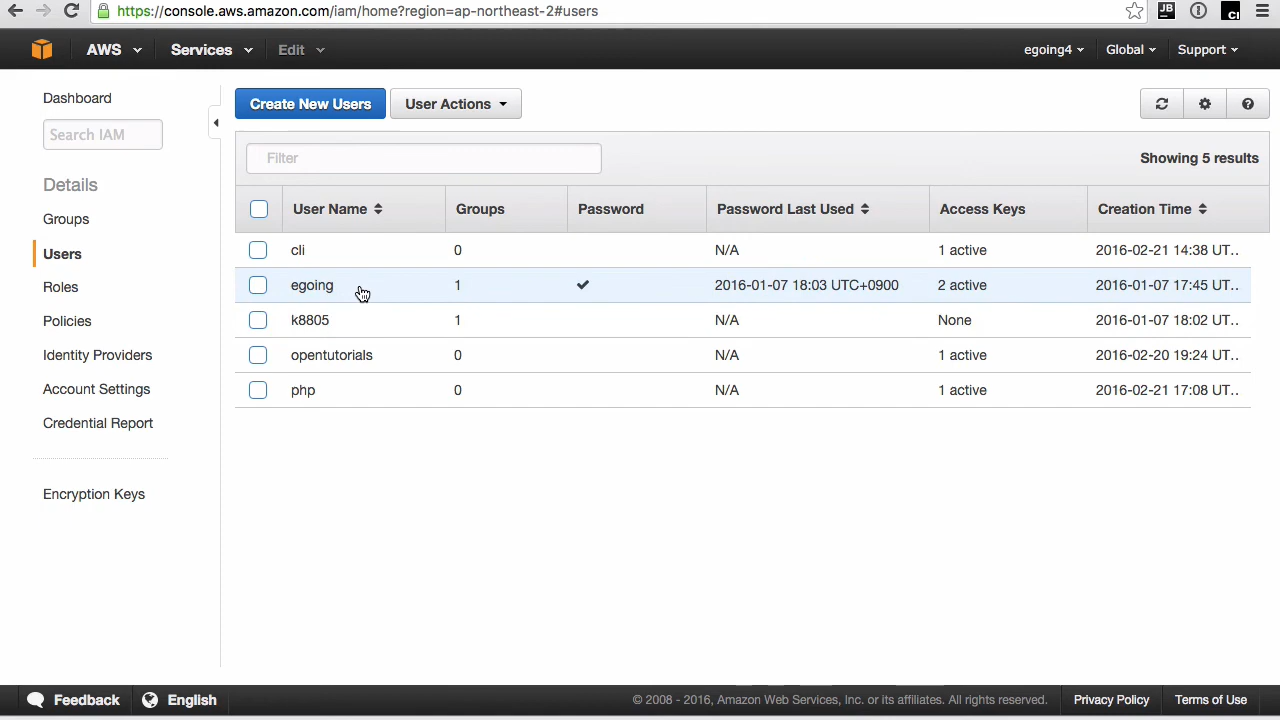 https://console.aws.amazon.com/iam/home?region=ap-northeast-2#users
JB
AWS Services Edit egoing4 Global Support
Dashboard
Search IAM
Details
Groups
Users
Roles
Policies
Identity Providers
Account Settings
Credential Report
Encryption Keys
Create New Users User Actions
Filter Showing 5 results
User Name Groups Password Password Last Used Access Keys Creation Time
cli 0 N/A 1 active 2016-02-21 14:38 UT..
egoing 1 2016-01-07 18:03 UTC+0900 2 active 2016-01-07 17:45 UT..
k8805 1 N/A None 2016-01-07 18:02 UT..
opentutorials 0 N/A 1 active 2016-02-20 19:24 UT..
php 0 N/A 1 active 2016-02-21 17:08 UT..
Feedback English © 2008 - 2016, Amazon Web Services, Inc. or its affiliates. All rights reserved. Privacy Policy Terms of Use